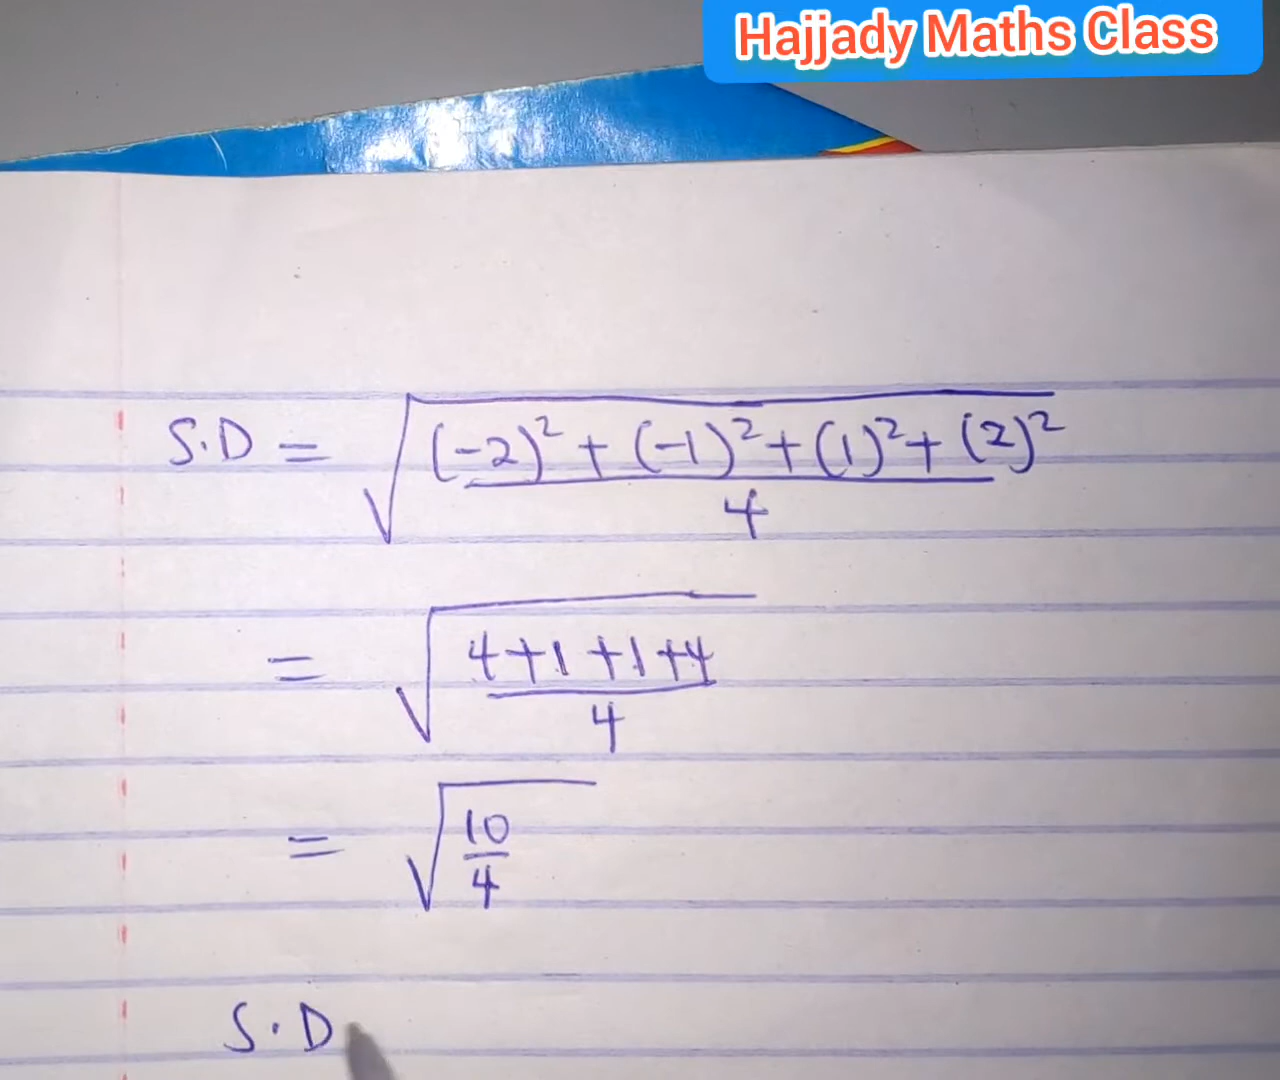 Hajjady Maths Class
S.D = √((-2)² + (-1)² + (1)² + (2)²
4
= √(4+1+1+4
4
= √(10
4
S.D